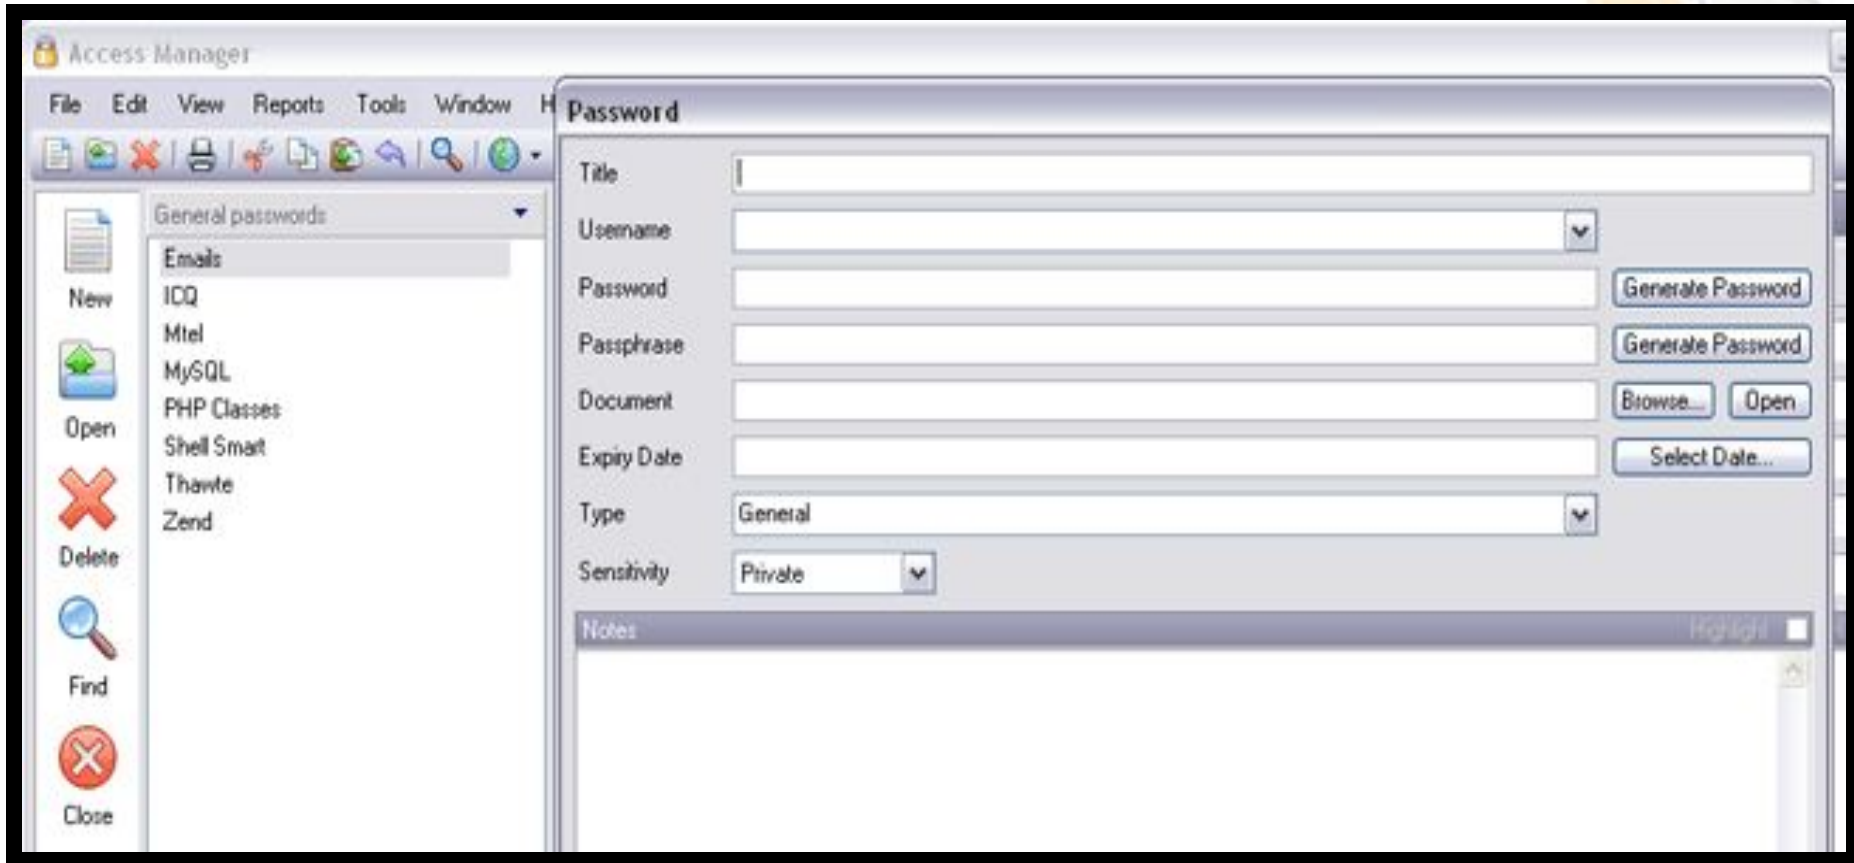 Access Manager
File Edit View Reports Tools Window H
Password
Title
Username
Password Generate Password
Passphrase Generate Password
Document Browse... Open
Expiry Date Select Date...
Type General
Sensitivity Private
Notes Highlight
General passwords
Emails
ICQ
Mtel
MySQL
PHP Classes
Shell Smart
Thawte
Zend
New
Open
Delete
Find
Close